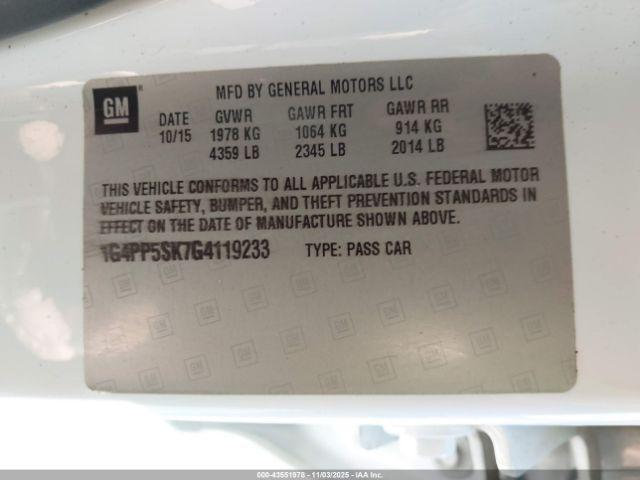 GM
MFD BY GENERAL MOTORS LLC
DATE GVWR GAWR FRT GAWR RR
10/15 1978 KG 1064 KG 914 KG
4359 LB 2345 LB 2014 LB
THIS VEHICLE CONFORMS TO ALL APPLICABLE U.S. FEDERAL MOTOR
VEHICLE SAFETY, BUMPER, AND THEFT PREVENTION STANDARDS IN
EFFECT ON THE DATE OF MANUFACTURE SHOWN ABOVE.
1G4PP5SK7G4119233 TYPE: PASS CAR
000-43551978 - 11/03/2025 - IAA Inc.